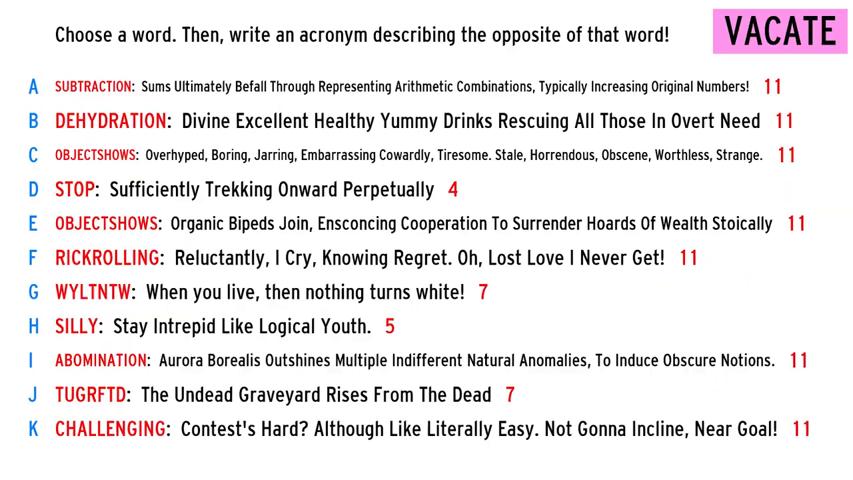 Choose a word. Then, write an acronym describing the opposite of that word!
VACATE
A SUBTRACTION: Sums Ultimately Befall Through Representing Arithmetic Combinations, Typically Increasing Original Numbers! 11
B DEHYDRATION: Divine Excellent Healthy Yummy Drinks Rescuing All Those In Overt Need 11
C OBJECTSHOWS: Overhyped, Boring, Jarring, Embarrassing Cowardly, Tiresome. Stale, Horrendous, Obscene, Worthless, Strange. 11
D STOP: Sufficiently Trekking Onward Perpetually 4
E OBJECTSHOWS: Organic Bipeds Join, Ensconcing Cooperation To Surrender Hoards Of Wealth Stoically 11
F RICKROLLING: Reluctantly, I Cry, Knowing Regret. Oh, Lost Love I Never Get! 11
G WYLTNTW: When you live, then nothing turns white! 7
H SILLY: Stay Intrepid Like Logical Youth. 5
I ABOMINATION: Aurora Borealis Outshines Multiple Indifferent Natural Anomalies, To Induce Obscure Notions. 11
J TUGRFTD: The Undead Graveyard Rises From The Dead 7
K CHALLENGING: Contest's Hard? Although Like Literally Easy. Not Gonna Incline, Near Goal! 11